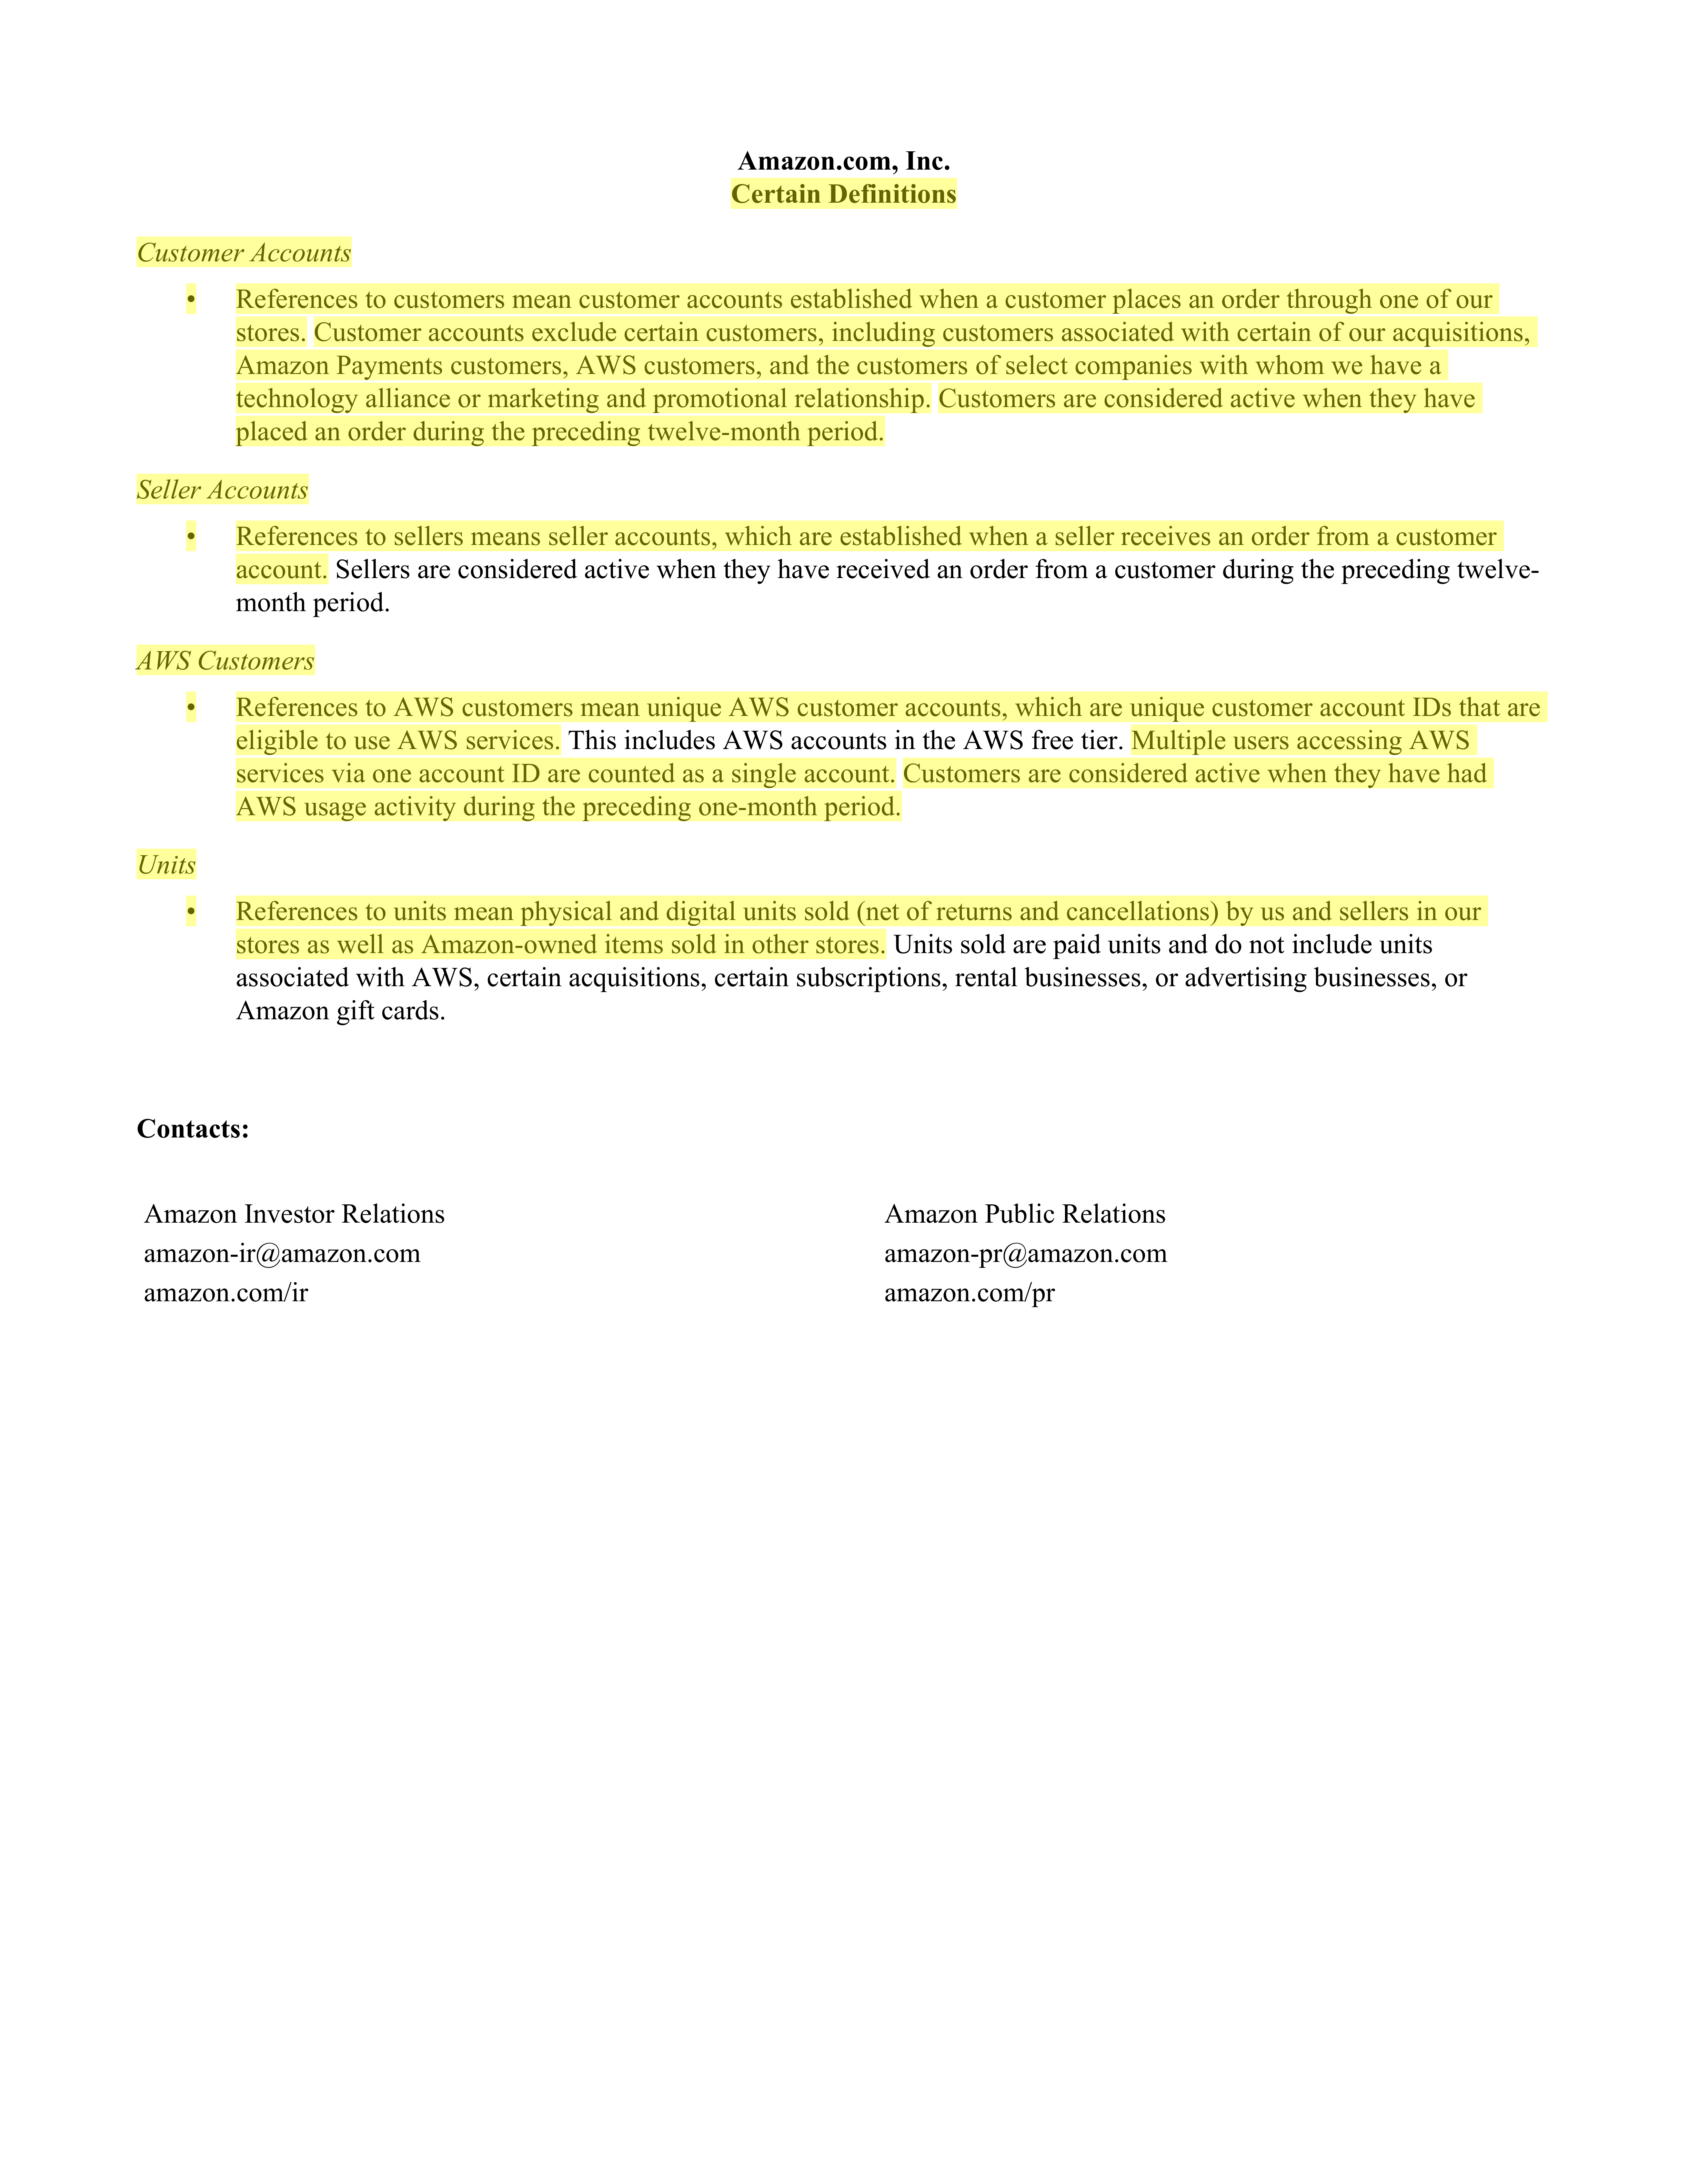 Amazon.com, Inc.
Certain Definitions
Customer Accounts
• References to customers mean customer accounts established when a customer places an order through one of our
stores. Customer accounts exclude certain customers, including customers associated with certain of our acquisitions,
Amazon Payments customers, AWS customers, and the customers of select companies with whom we have a
technology alliance or marketing and promotional relationship. Customers are considered active when they have
placed an order during the preceding twelve-month period.
Seller Accounts
• References to sellers means seller accounts, which are established when a seller receives an order from a customer
account. Sellers are considered active when they have received an order from a customer during the preceding twelve-
month period.
AWS Customers
• References to AWS customers mean unique AWS customer accounts, which are unique customer account IDs that are
eligible to use AWS services. This includes AWS accounts in the AWS free tier. Multiple users accessing AWS
services via one account ID are counted as a single account. Customers are considered active when they have had
AWS usage activity during the preceding one-month period.
Units
• References to units mean physical and digital units sold (net of returns and cancellations) by us and sellers in our
stores as well as Amazon-owned items sold in other stores. Units sold are paid units and do not include units
associated with AWS, certain acquisitions, certain subscriptions, rental businesses, or advertising businesses, or
Amazon gift cards.
Contacts:
Amazon Investor Relations
amazon-ir@amazon.com
amazon.com/ir
Amazon Public Relations
amazon-pr@amazon.com
amazon.com/pr